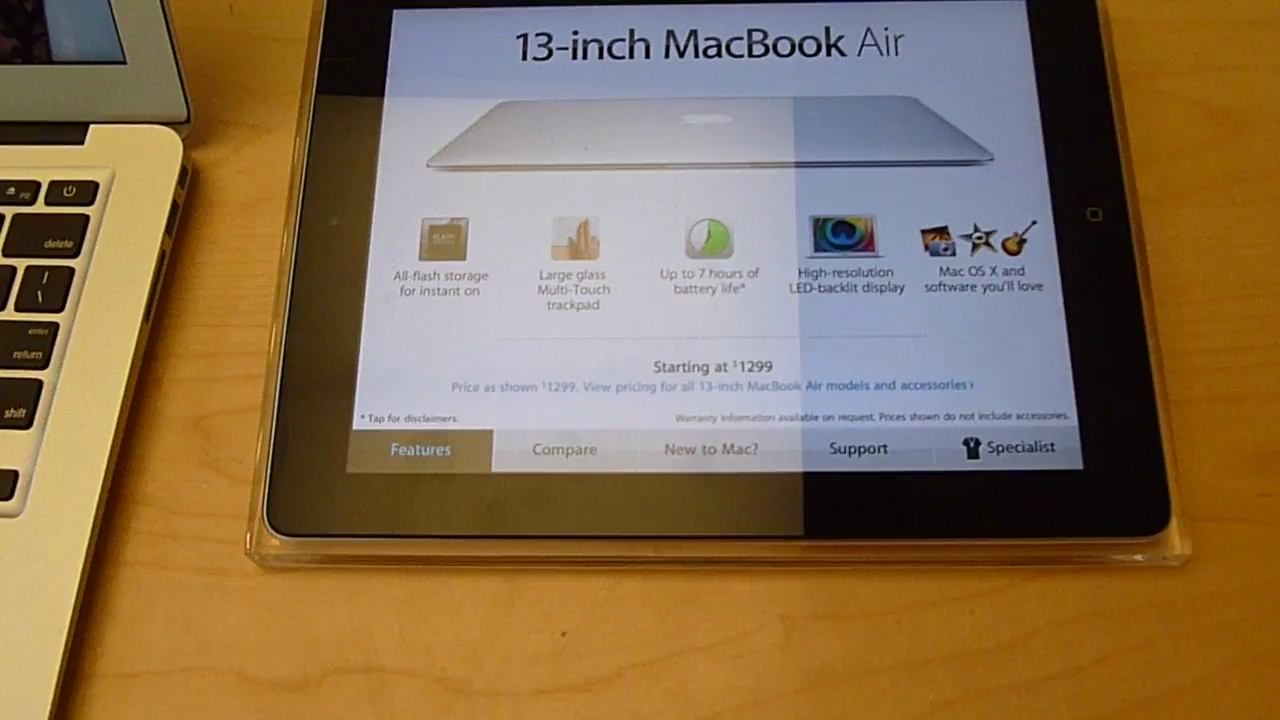 13-inch MacBook Air
FLASH
All-flash storage
for instant on
Large glass
Multi-Touch
trackpad
Up to 7 hours of
battery life*
High-resolution
LED-backlit display
Mac OS X and
software you'll love
Starting at $1299
Price as shown $1299. View pricing for all 13-inch MacBook Air models and accessories ›
* Tap for disclaimers.
Warranty information available on request. Prices shown do not include accessories.
Features
Compare
New to Mac?
Support
Specialist
delete
|
\
enter
return
shift